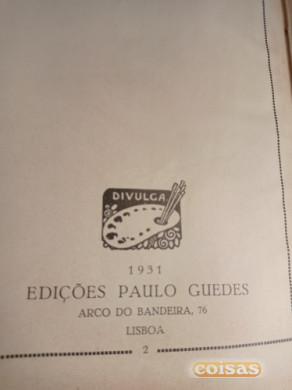 DIVULGA
1931
EDIÇÕES PAULO GUEDES
ARCO DO BANDEIRA, 76
LISBOA
2
coisas